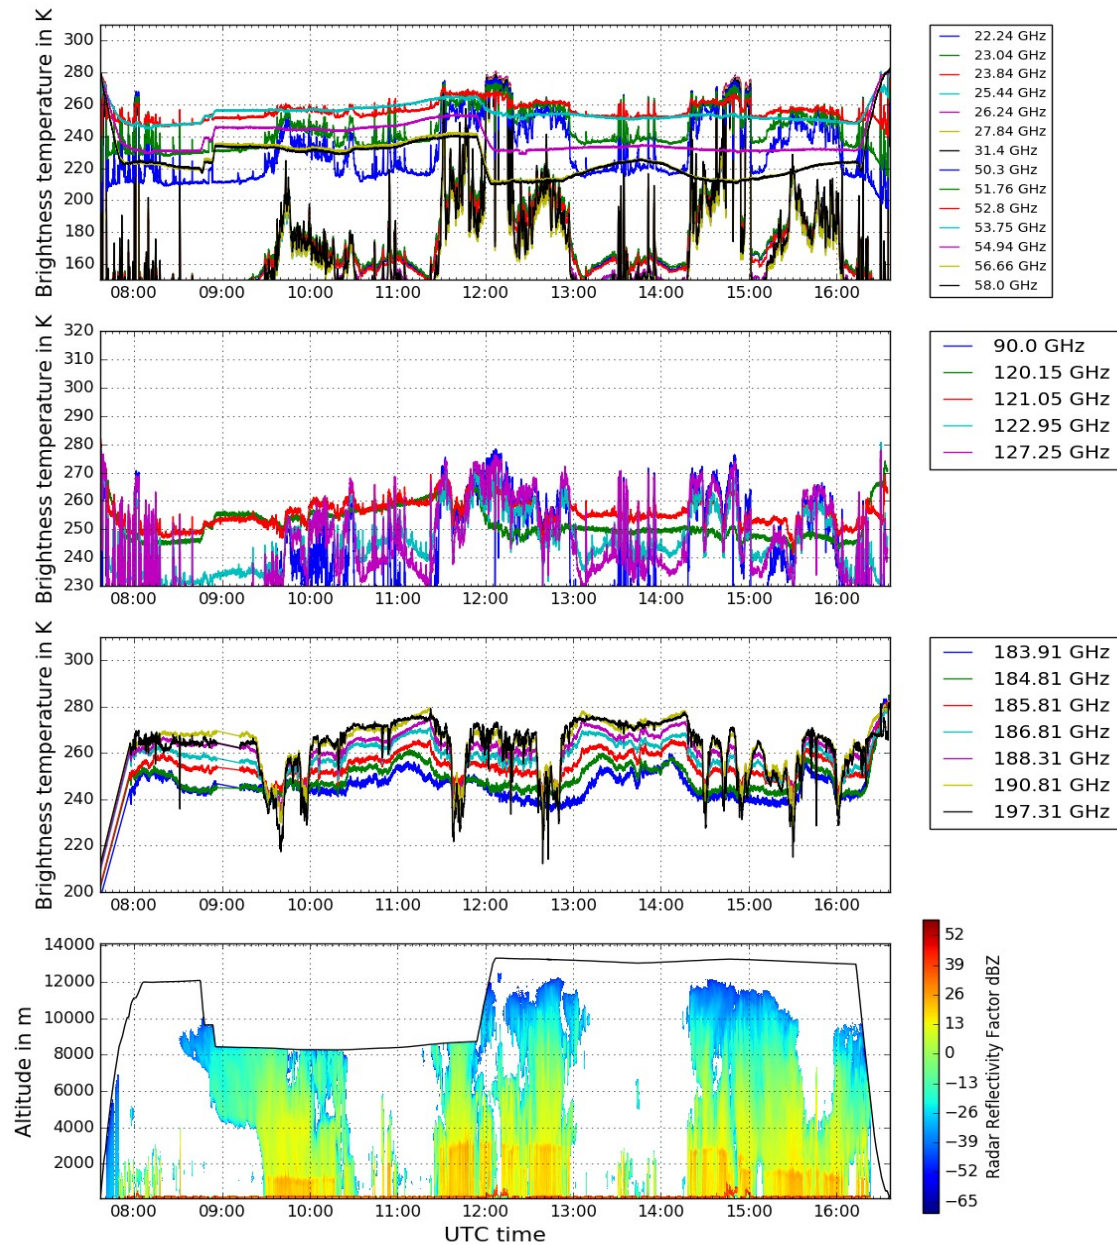 Brightness temperature in K
310
300
280
260
240
220
200
180
160
08:00 09:00 10:00 11:00 12:00 13:00 14:00 15:00 16:00
22.24 GHz
23.04 GHz
23.84 GHz
25.44 GHz
26.24 GHz
27.84 GHz
31.4 GHz
50.3 GHz
51.76 GHz
52.8 GHz
53.75 GHz
54.94 GHz
56.66 GHz
58.0 GHz
Brightness temperature in K
320
310
300
290
280
270
260
250
240
230
08:00 09:00 10:00 11:00 12:00 13:00 14:00 15:00 16:00
90.0 GHz
120.15 GHz
121.05 GHz
122.95 GHz
127.25 GHz
Brightness temperature in K
300
280
260
240
220
200
08:00 09:00 10:00 11:00 12:00 13:00 14:00 15:00 16:00
183.91 GHz
184.81 GHz
185.81 GHz
186.81 GHz
188.31 GHz
190.81 GHz
197.31 GHz
Altitude in m
14000
12000
10000
8000
6000
4000
2000
08:00 09:00 10:00 11:00 12:00 13:00 14:00 15:00 16:00
UTC time
52
39
26
13
0
−13
−26
−39
−52
−65
Radar Reflectivity Factor dBZ